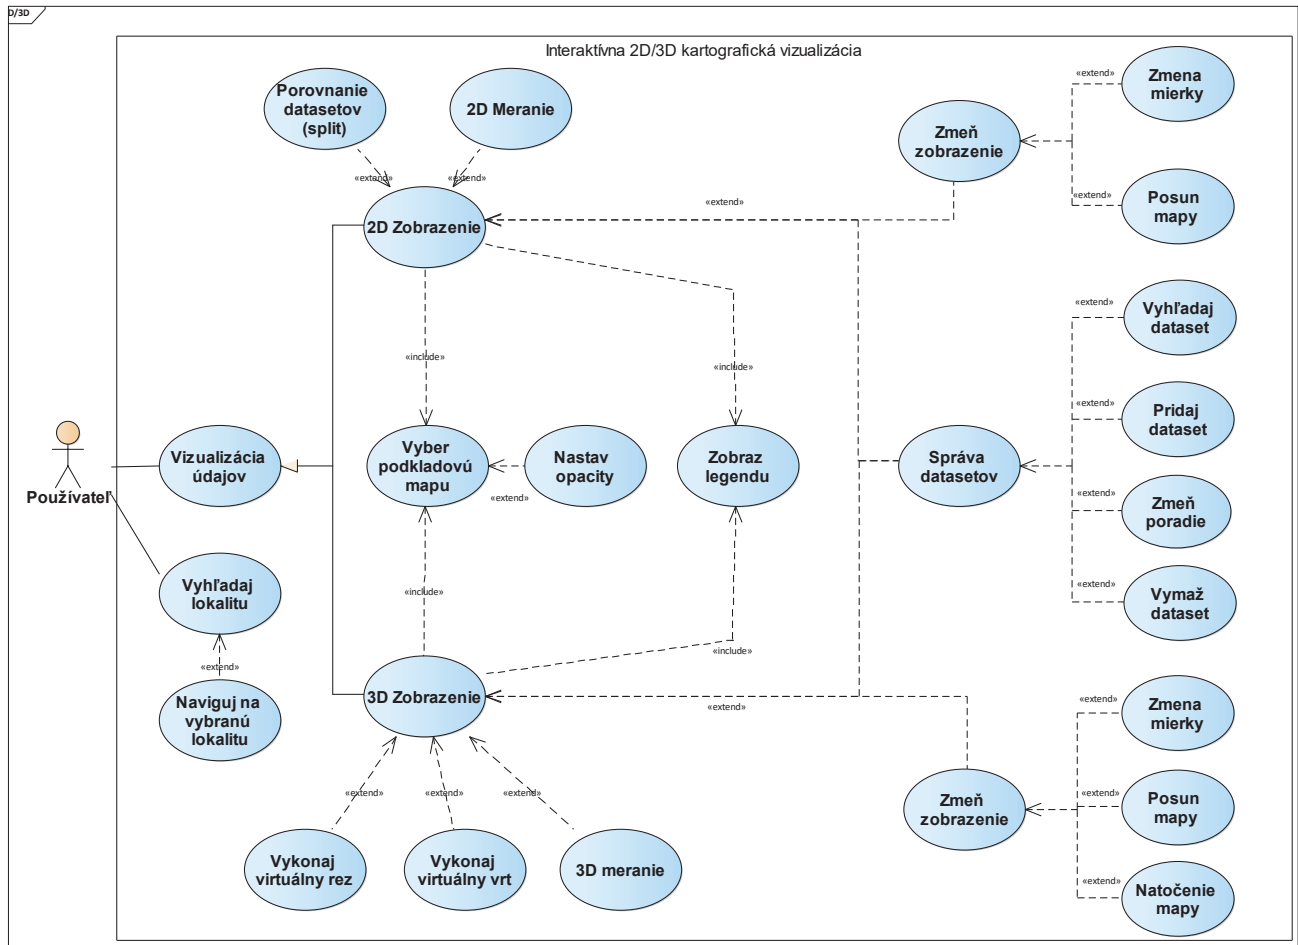 D/3D
Interaktívna 2D/3D kartografická vizualizácia
Porovnanie
datasetov
(split)
2D Meranie
Zmeň
zobrazenie
«extend»
Zmena
mierky
«extend»
Posun
mapy
«extend»
«extend»
«extend»
2D Zobrazenie
«include»
«include»
«extend»
Vyhľadaj
dataset
«extend»
Pridaj
dataset
«extend»
Zmeň
poradie
«extend»
Vymaž
dataset
Správa
datasetov
Používateľ
Vizualizácia
údajov
Vyber
podkladovú
mapu
«extend»
Nastav
opacity
Zobraz
legendu
Vyhľadaj
lokalitu
«extend»
Naviguj na
vybranú
lokalitu
«include»
«include»
3D Zobrazenie
«extend»
«extend»
«extend»
«extend»
Vykonaj
virtuálny rez
Vykonaj
virtuálny vrt
3D meranie
Zmeň
zobrazenie
«extend»
Zmena
mierky
«extend»
Posun
mapy
«extend»
Natočenie
mapy